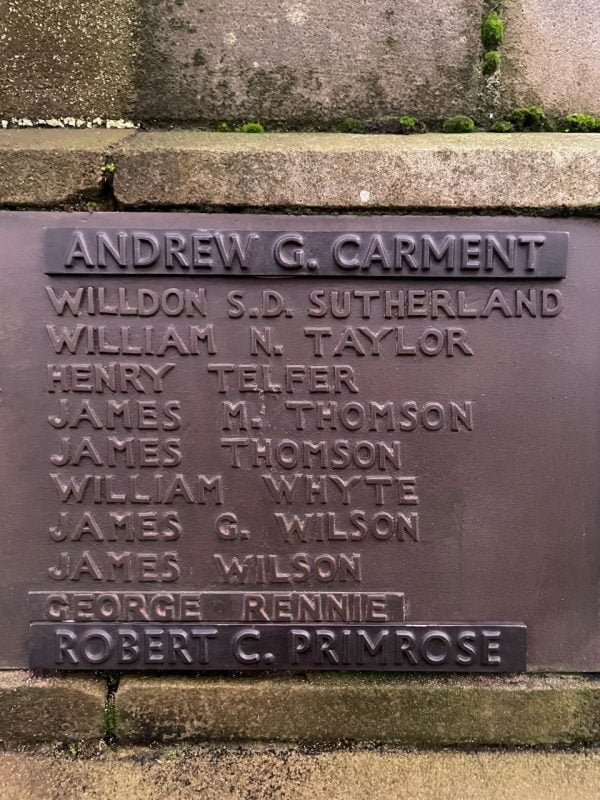 ANDREW G. CARMENT
WILLDON S.D. SUTHERLAND
WILLIAM N. TAYLOR
HENRY TELFER
JAMES M. THOMSON
JAMES THOMSON
WILLIAM WHYTE
JAMES G. WILSON
JAMES WILSON
GEORGE RENNIE
ROBERT C. PRIMROSE